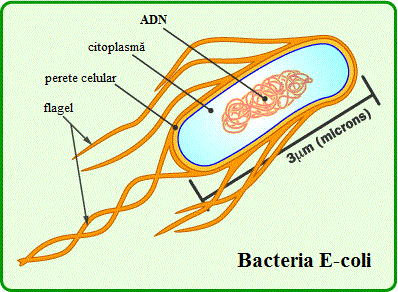 ADN
citoplasmă
perete celular
flagel
3µm (microns)
Bacteria E-coli